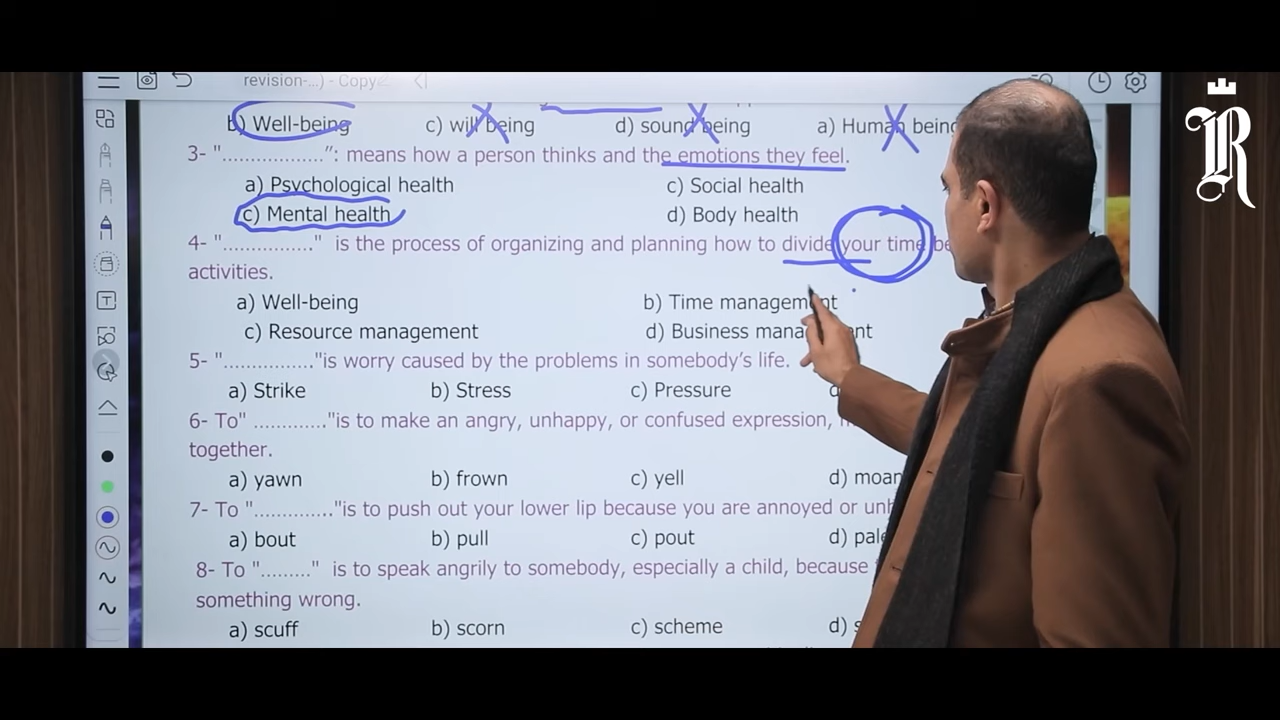 revision-...) - Copy
b) Well-being c) will being d) sound being a) Human being
3- "..................": means how a person thinks and the emotions they feel.
a) Psychological health c) Social health
c) Mental health d) Body health
4- "................" is the process of organizing and planning how to divide your time be
activities.
a) Well-being b) Time management
c) Resource management d) Business management
5- "................"is worry caused by the problems in somebody's life.
a) Strike b) Stress c) Pressure d
6- To" ............."is to make an angry, unhappy, or confused expression,
together.
a) yawn b) frown c) yell d) moan
7- To ".............."is to push out your lower lip because you are annoyed or unh
a) bout b) pull c) pout d) pale
8- To "........." is to speak angrily to somebody, especially a child, because
something wrong.
a) scuff b) scorn c) scheme d) s
R